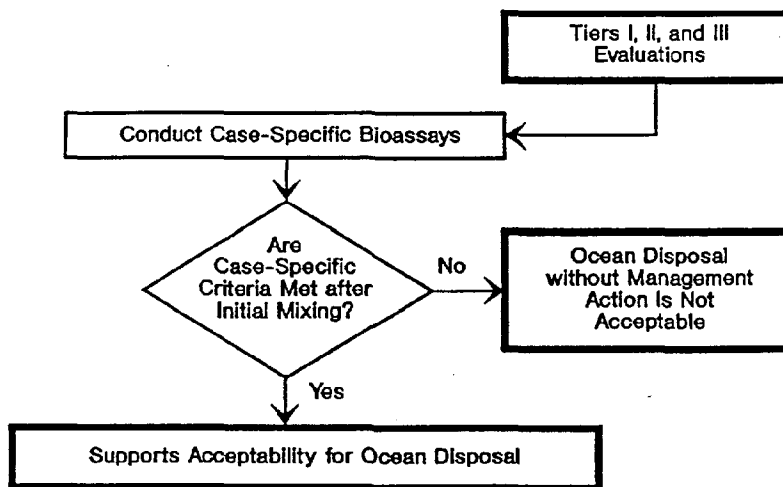 Tiers I, II, and III
Evaluations
Conduct Case-Specific Bioassays
Are
Case-Specific
Criteria Met after
Initial Mixing?
No
Ocean Disposal
without Management
Action Is Not
Acceptable
Yes
Supports Acceptability for Ocean Disposal